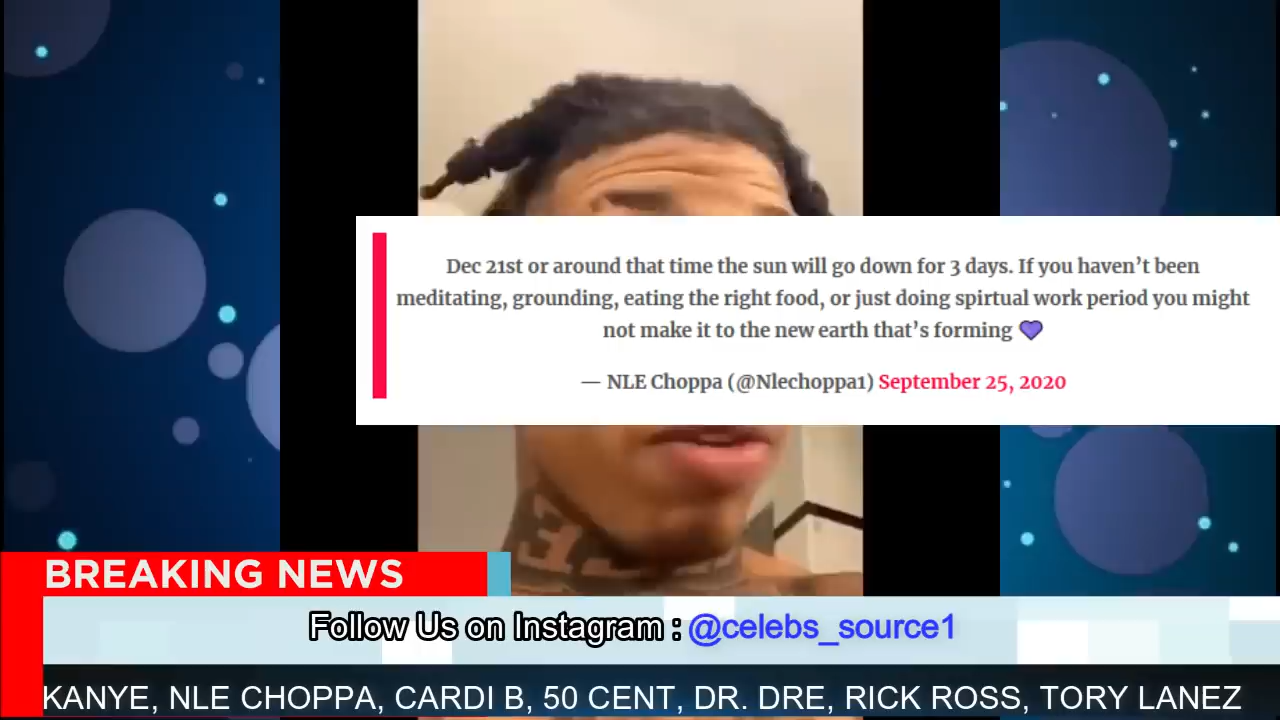 Dec 21st or around that time the sun will go down for 3 days. If you haven't been
meditating, grounding, eating the right food, or just doing spirtual work period you might
not make it to the new earth that's forming 💜
— NLE Choppa (@Nlechoppa1) September 25, 2020
BREAKING NEWS
Follow Us on Instagram : @celebs_source1
KANYE, NLE CHOPPA, CARDI B, 50 CENT, DR. DRE, RICK ROSS, TORY LANEZ